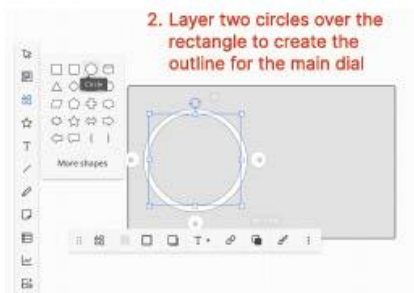 2. Layer two circles over the
rectangle to create the
outline for the main dial
Circle
More shapes
T
T